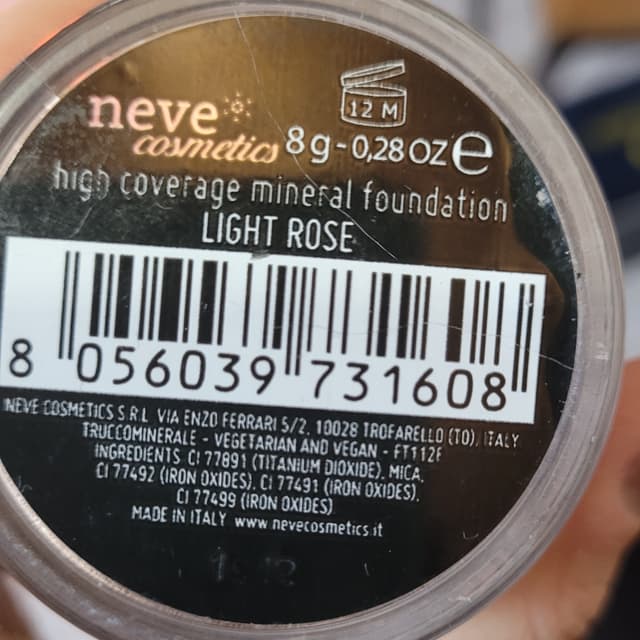 neve
cosmetics
12 M
8g-0,28 OZ e
high coverage mineral foundation
LIGHT ROSE
8 056039 731608
NEVE COSMETICS S.R.L. VIA ENZO FERRARI 5/2, 10028 TROFARELLO (TO), ITALY
TRUCCOMINERALE - VEGETARIAN AND VEGAN - FT112F
INGREDIENTS CI 77891 (TITANIUM DIOXIDE), MICA,
CI 77492 (IRON OXIDES), CI 77491 (IRON OXIDES),
CI 77499 (IRON OXIDES)
MADE IN ITALY www.nevecosmetics.it